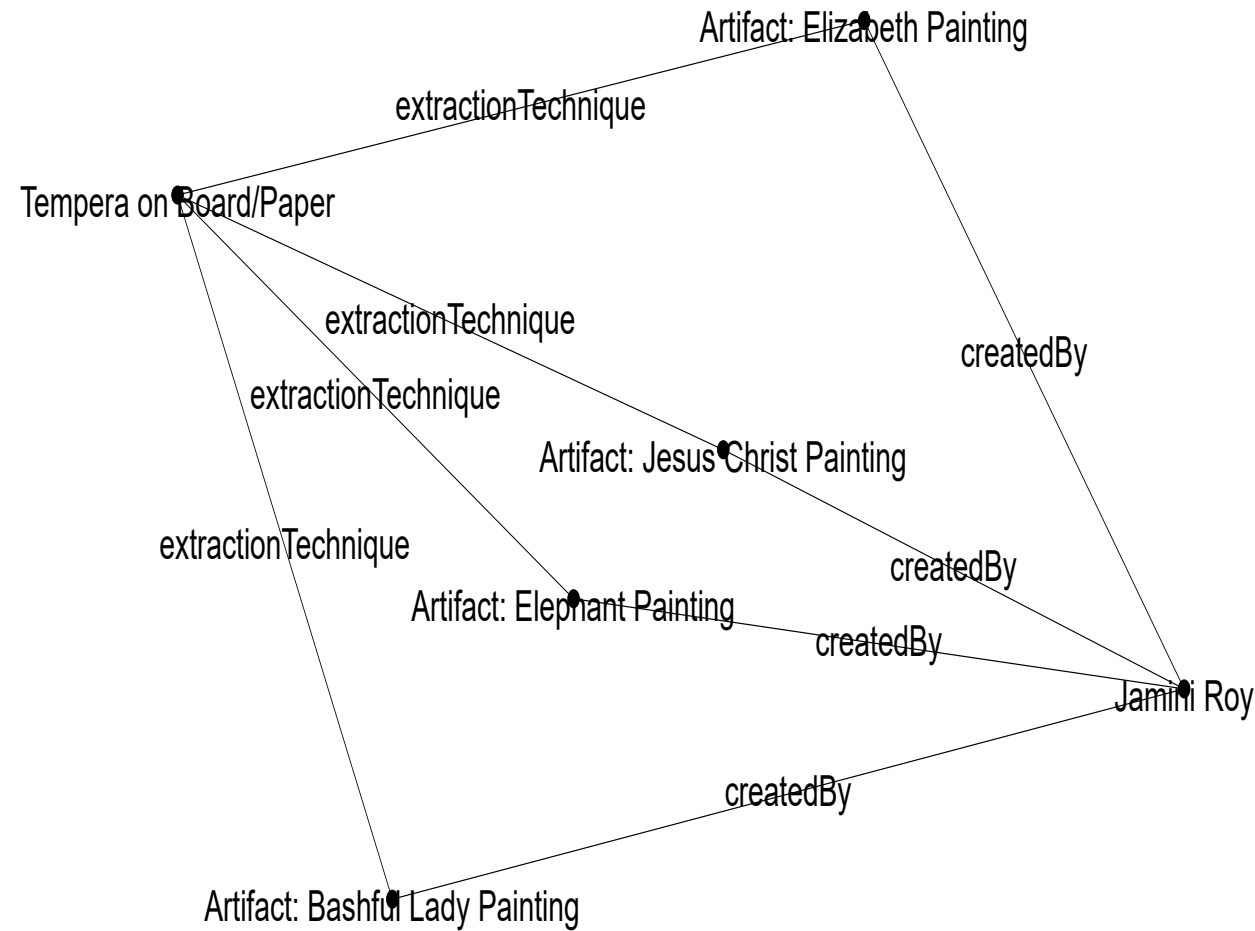 Artifact: Elizabeth Painting
extractionTechnique
Tempera on Board/Paper
extractionTechnique
createdBy
extractionTechnique
Artifact: Jesus Christ Painting
extractionTechnique
createdBy
Artifact: Elephant Painting
createdBy
Jamini Roy
createdBy
Artifact: Bashful Lady Painting